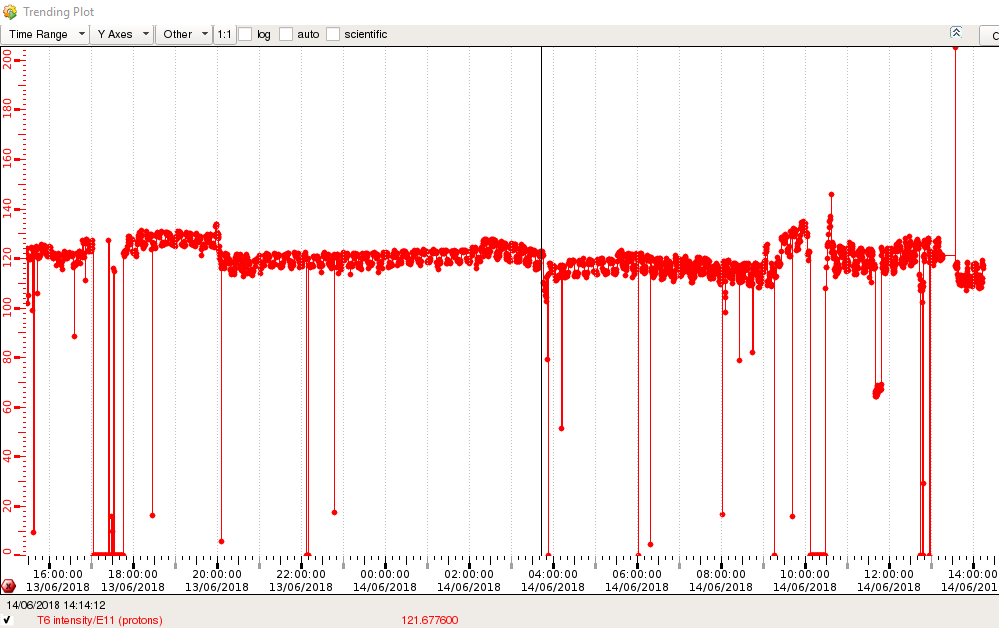 Trending Plot
Time Range Y Axes Other 1:1 log auto scientific C
200
180
160
140
120
100
80
60
40
20
0
16:00:00 18:00:00 20:00:00 22:00:00 00:00:00 02:00:00 04:00:00 06:00:00 08:00:00 10:00:00 12:00:00 14:00:00
13/06/2018 13/06/2018 13/06/2018 13/06/2018 14/06/2018 14/06/2018 14/06/2018 14/06/2018 14/06/2018 14/06/2018 14/06/2018 14/06/201
14/06/2018 14:14:12
T6 intensity/E11 (protons) 121.677600